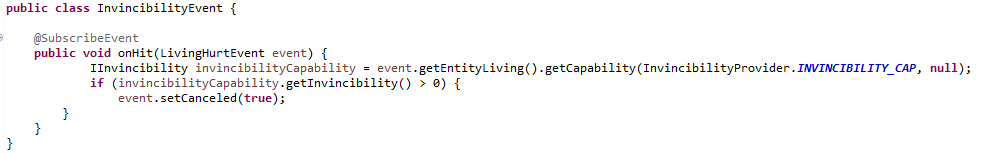 public class InvincibilityEvent {
@SubscribeEvent
public void onHit(LivingHurtEvent event) {
IInvincibility invincibilityCapability = event.getEntityLiving().getCapability(InvincibilityProvider.INVINCIBILITY_CAP, null);
if (invincibilityCapability.getInvincibility() > 0) {
event.setCanceled(true);
}
}
}